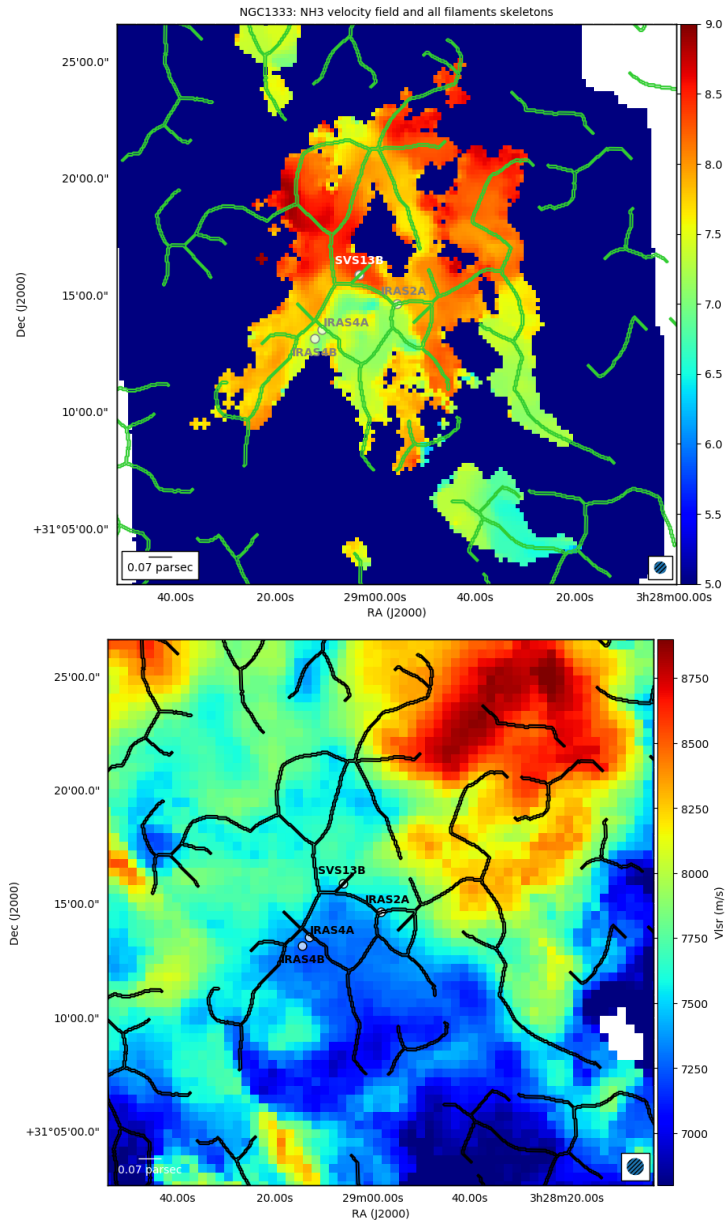 NGC1333: NH3 velocity field and all filaments skeletons
9.0
25'00.0"
8.5
8.0
20'00.0"
7.5
SVS13B
IRAS2A
15'00.0"
7.0
IRAS4A
IRAS4B
Dec (J2000)
6.5
10'00.0"
6.0
5.5
+31°05'00.0"
0.07 parsec
5.0
40.00s 20.00s 29m00.00s 40.00s 20.00s 3h28m00.00s
RA (J2000)
25'00.0"
8750
8500
20'00.0"
8250
SVS13B
IRAS2A
15'00.0"
8000
IRAS4A
IRAS4B
Dec (J2000)
Vlsr (m/s)
7750
10'00.0"
7500
7250
+31°05'00.0"
7000
0.07 parsec
40.00s 20.00s 29m00.00s 40.00s 3h28m20.00s
RA (J2000)